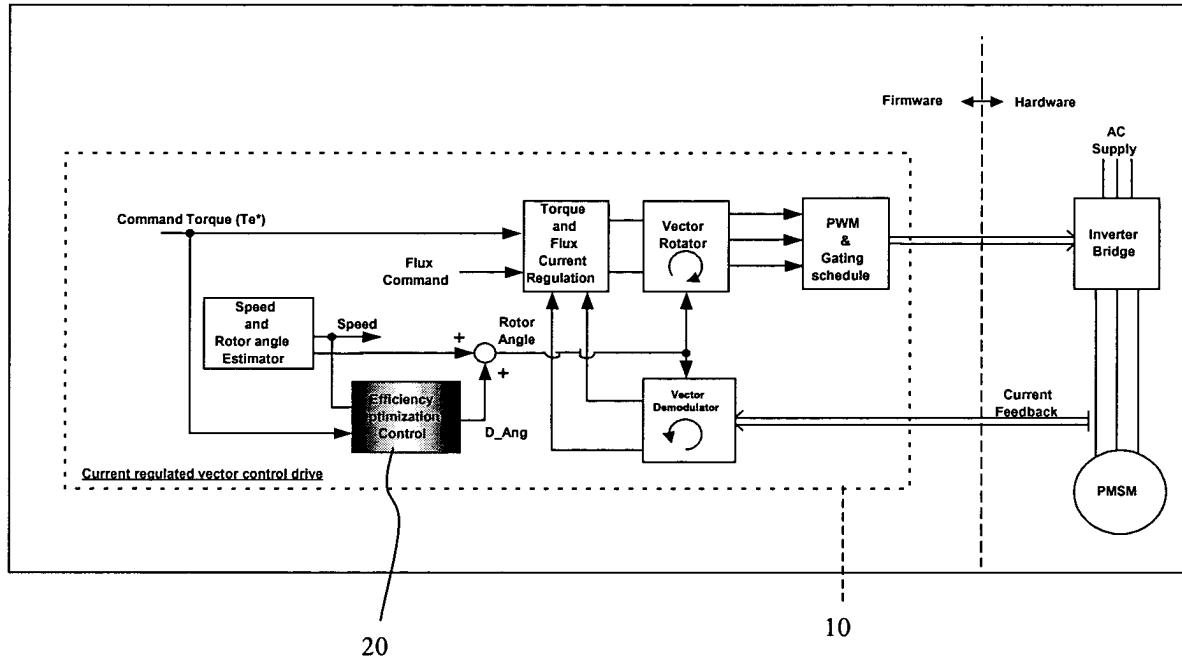 Firmware
Hardware
AC
Supply
Command Torque (Te*)
Torque
and
Flux
Current
Regulation
Vector
Rotator
PWM
&
Gating
schedule
Inverter
Bridge
Flux
Command
Speed
and
Rotor angle
Estimator
Speed
Rotor
Angle
+
+
Efficiency
ptimization
Control
D_Ang
Vector
Demodulator
Current
Feedback
Current regulated vector control drive
PMSM
20
10